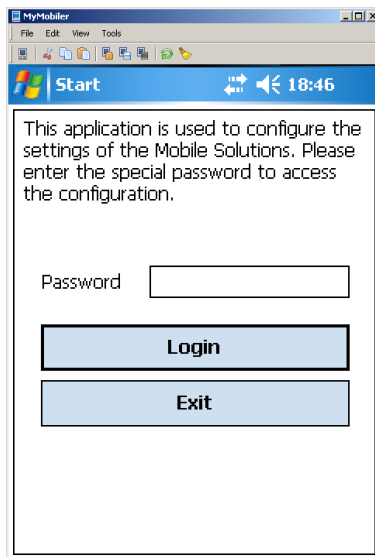 MyMobiler
File Edit View Tools
Start 18:46
This application is used to configure the
settings of the Mobile Solutions. Please
enter the special password to access
the configuration.
Password
Login
Exit